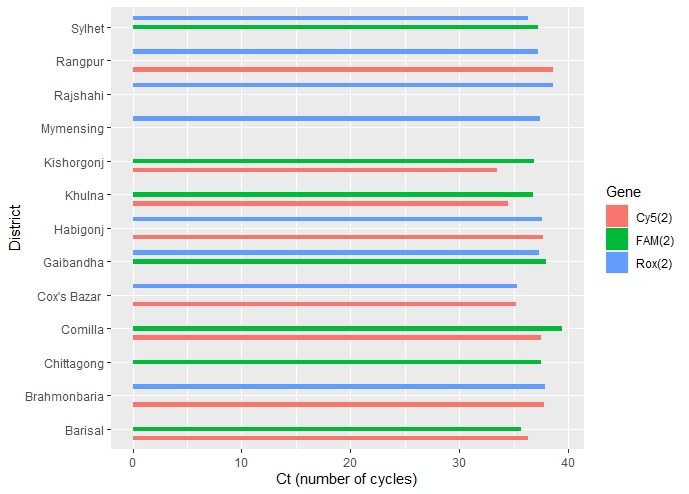 Sylhet
Rangpur
Rajshahi
Mymensing
Kishorgonj
Khulna
Habigonj
Gaibandha
Cox's Bazar
Comilla
Chittagong
Brahmonbaria
Barisal
District
0 10 20 30 40
Ct (number of cycles)
Gene
Cy5(2)
FAM(2)
Rox(2)